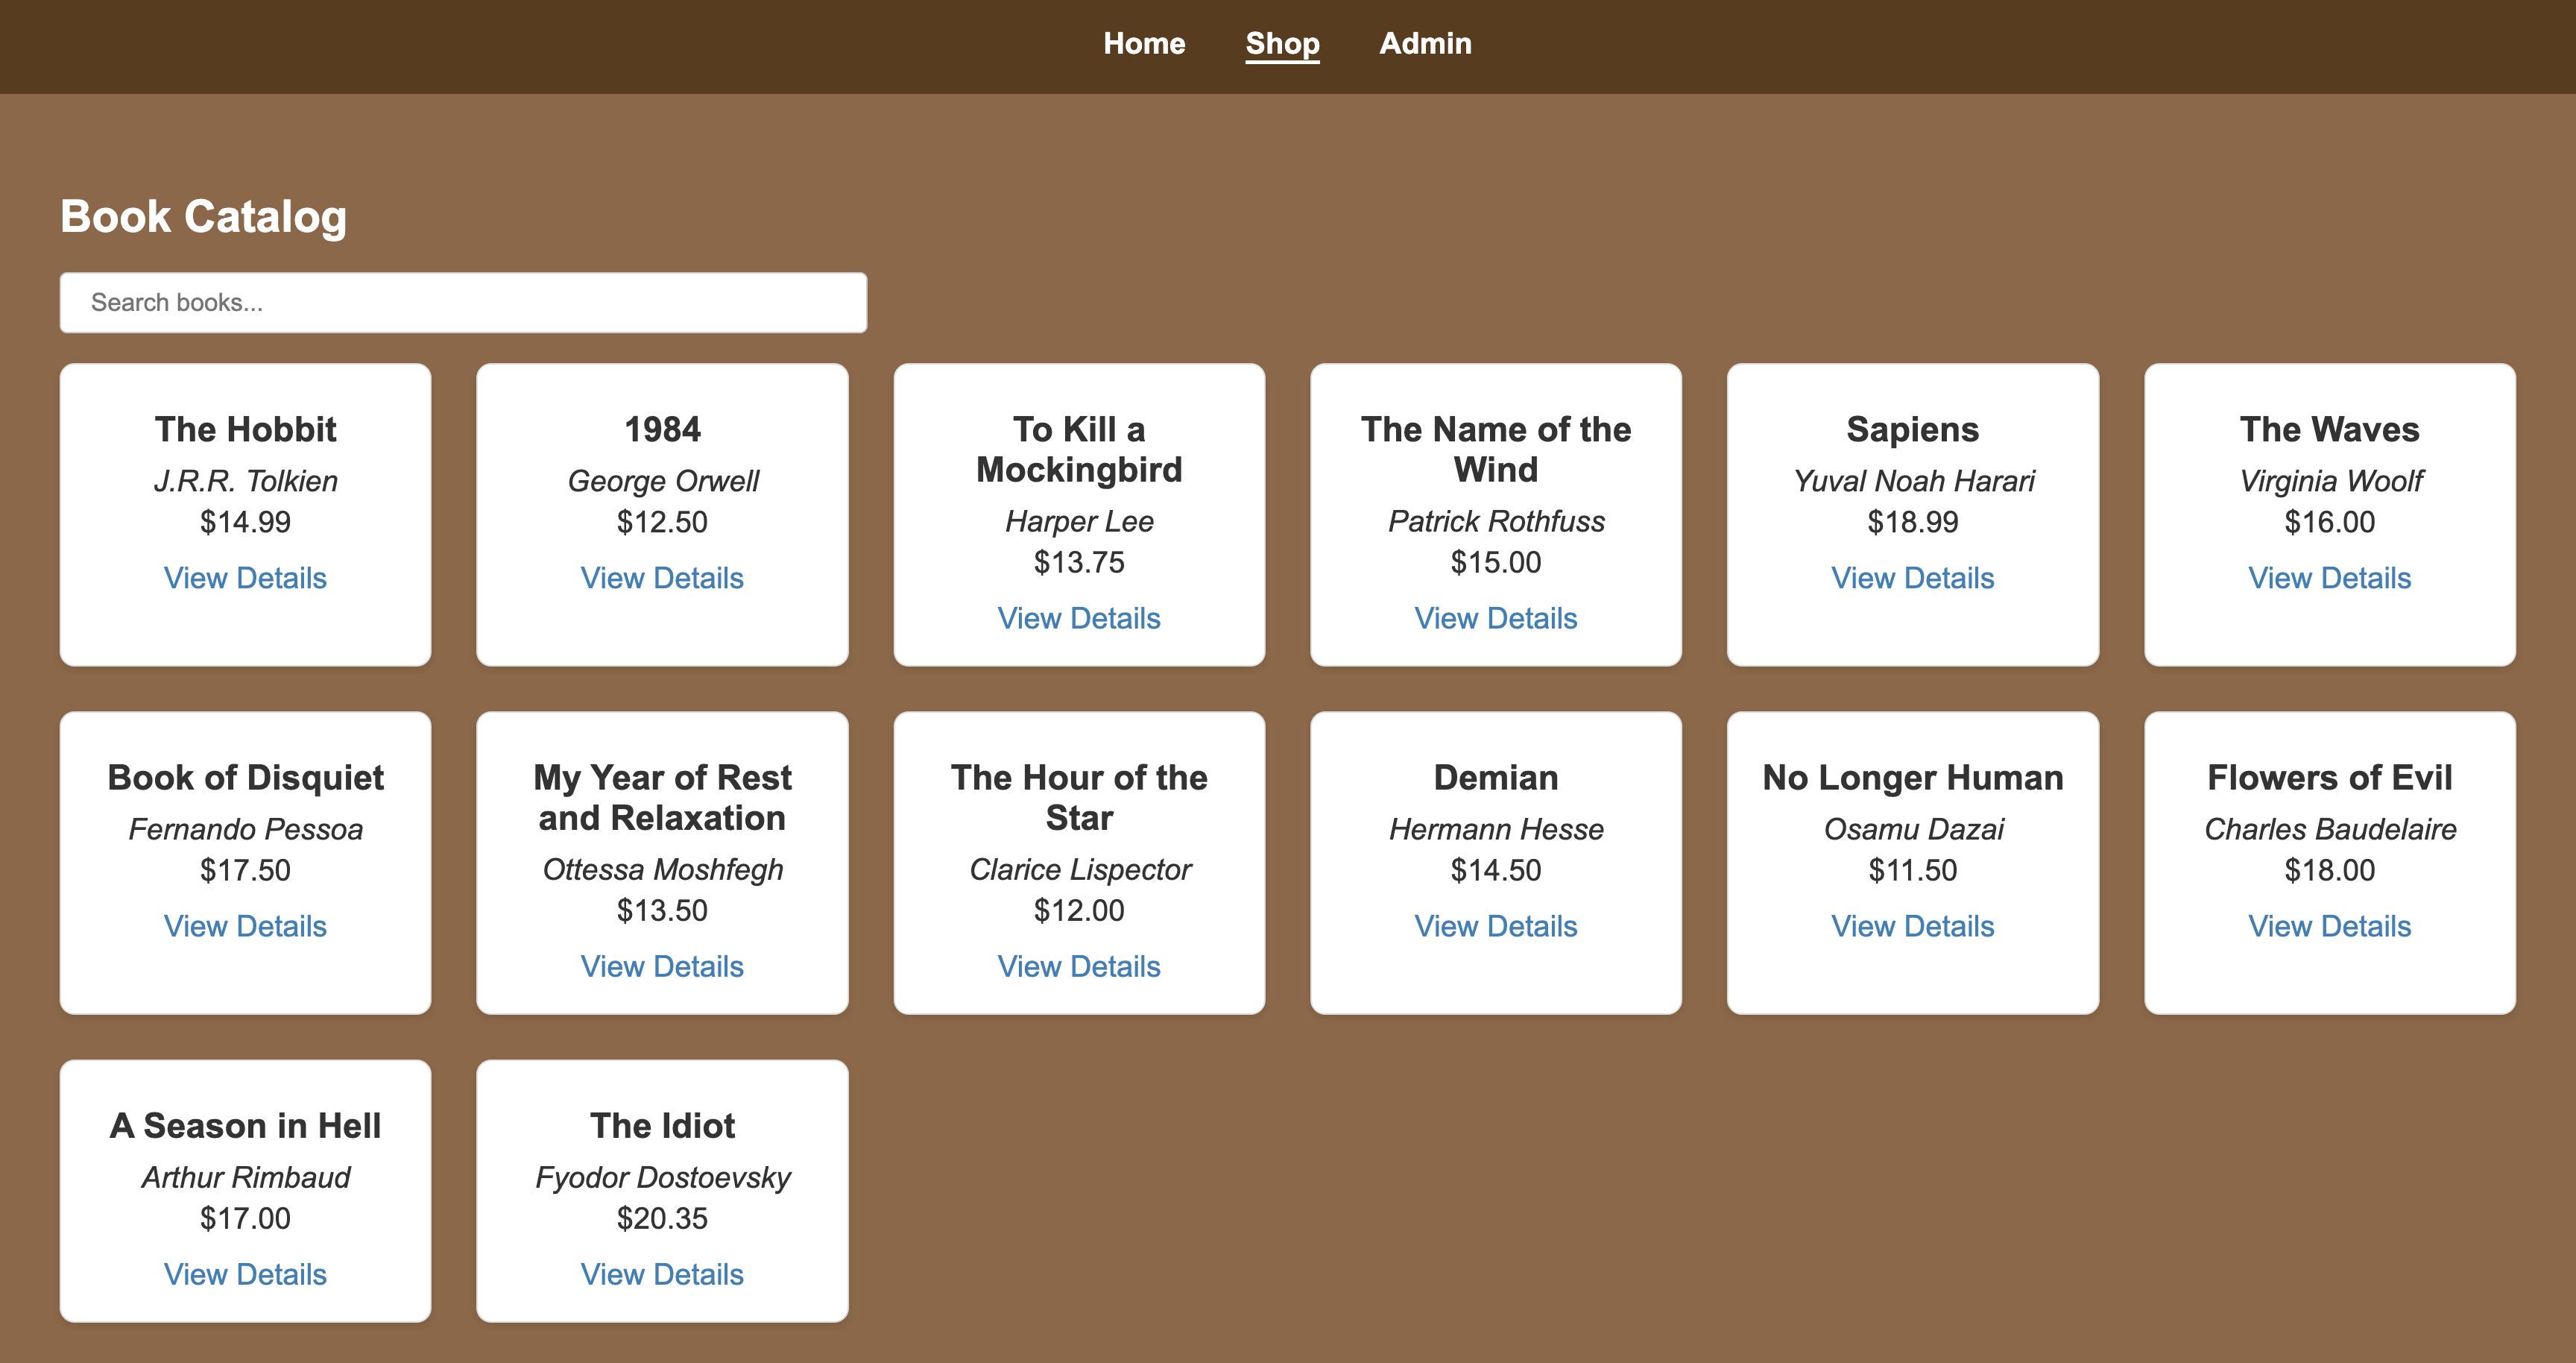 Home
Shop
Admin
Book Catalog
Search books...
The Hobbit
J.R.R. Tolkien
$14.99
View Details
1984
George Orwell
$12.50
View Details
To Kill a
Mockingbird
Harper Lee
$13.75
View Details
The Name of the
Wind
Patrick Rothfuss
$15.00
View Details
Sapiens
Yuval Noah Harari
$18.99
View Details
The Waves
Virginia Woolf
$16.00
View Details
Book of Disquiet
Fernando Pessoa
$17.50
View Details
My Year of Rest
and Relaxation
Ottessa Moshfegh
$13.50
View Details
The Hour of the
Star
Clarice Lispector
$12.00
View Details
Demian
Hermann Hesse
$14.50
View Details
No Longer Human
Osamu Dazai
$11.50
View Details
Flowers of Evil
Charles Baudelaire
$18.00
View Details
A Season in Hell
Arthur Rimbaud
$17.00
View Details
The Idiot
Fyodor Dostoevsky
$20.35
View Details